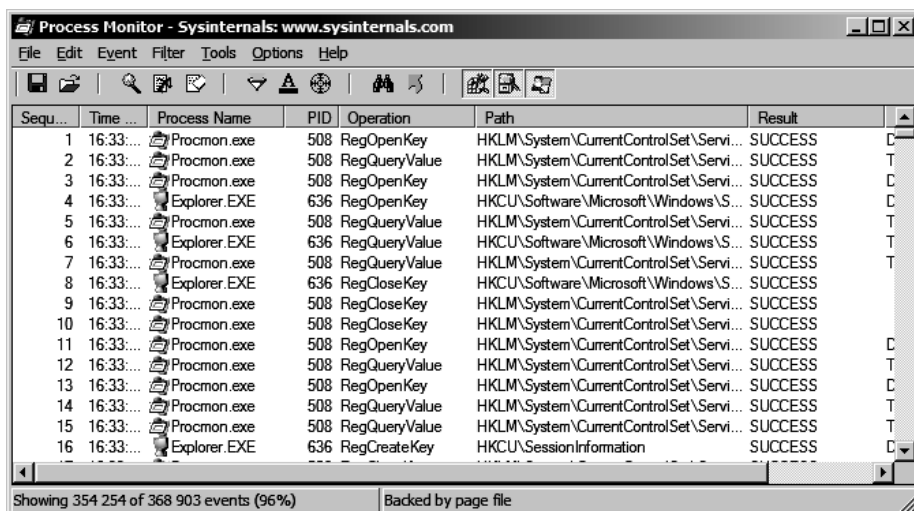 Process Monitor - Sysinternals: www.sysinternals.com
File Edit Event Filter Tools Options Help
Sequ... Time ... Process Name PID Operation Path Result
1 16:33:... Procmon.exe 508 RegOpenKey HKLM\System\CurrentControlSet\Servi... SUCCESS D
2 16:33:... Procmon.exe 508 RegQueryValue HKLM\System\CurrentControlSet\Servi... SUCCESS T
3 16:33:... Procmon.exe 508 RegOpenKey HKLM\System\CurrentControlSet\Servi... SUCCESS D
4 16:33:... Explorer.EXE 636 RegOpenKey HKCU\Software\Microsoft\Windows\S... SUCCESS D
5 16:33:... Procmon.exe 508 RegQueryValue HKLM\System\CurrentControlSet\Servi... SUCCESS T
6 16:33:... Explorer.EXE 636 RegQueryValue HKCU\Software\Microsoft\Windows\S... SUCCESS T
7 16:33:... Procmon.exe 508 RegQueryValue HKLM\System\CurrentControlSet\Servi... SUCCESS T
8 16:33:... Explorer.EXE 636 RegCloseKey HKCU\Software\Microsoft\Windows\S... SUCCESS
9 16:33:... Procmon.exe 508 RegCloseKey HKLM\System\CurrentControlSet\Servi... SUCCESS
10 16:33:... Procmon.exe 508 RegCloseKey HKLM\System\CurrentControlSet\Servi... SUCCESS
11 16:33:... Procmon.exe 508 RegOpenKey HKLM\System\CurrentControlSet\Servi... SUCCESS D
12 16:33:... Procmon.exe 508 RegQueryValue HKLM\System\CurrentControlSet\Servi... SUCCESS T
13 16:33:... Procmon.exe 508 RegOpenKey HKLM\System\CurrentControlSet\Servi... SUCCESS D
14 16:33:... Procmon.exe 508 RegQueryValue HKLM\System\CurrentControlSet\Servi... SUCCESS T
15 16:33:... Procmon.exe 508 RegQueryValue HKLM\System\CurrentControlSet\Servi... SUCCESS T
16 16:33:... Explorer.EXE 636 RegCreateKey HKCU\SessionInformation SUCCESS D
Showing 354 254 of 368 903 events (96%) Backed by page file